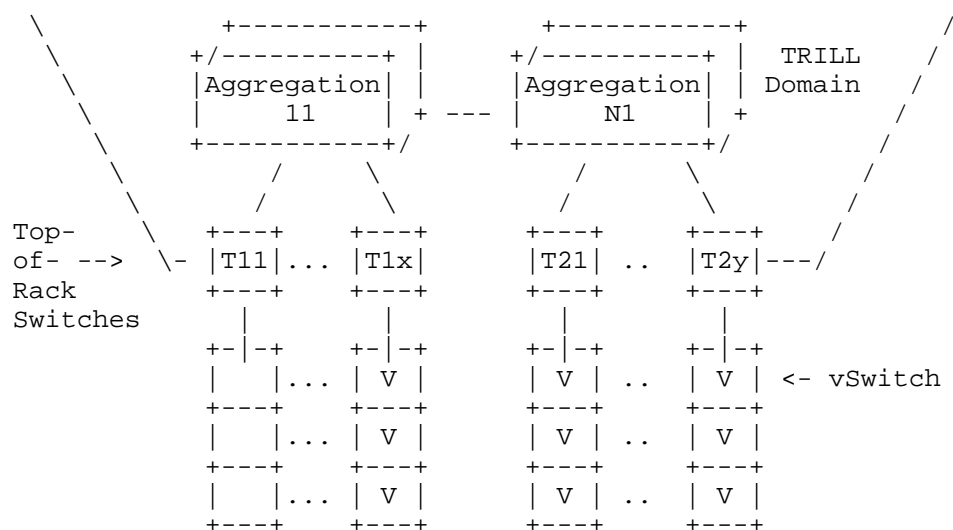 TRILL
Aggregation Aggregation Domain
11 --- N1
Top-
of- --> T11 ... T1x T21 .. T2y
Rack
Switches
... V V .. V <- vSwitch
... V V .. V
... V V .. V